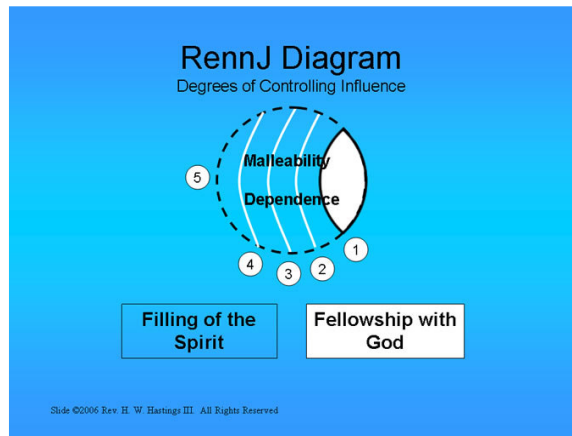 RennJ Diagram
Degrees of Controlling Influence
Malleability
5
Dependence
1
4
3
2
Filling of the
Spirit
Fellowship with
God
Slide ©2006 Rev. H. W. Hastings III. All Rights Reserved